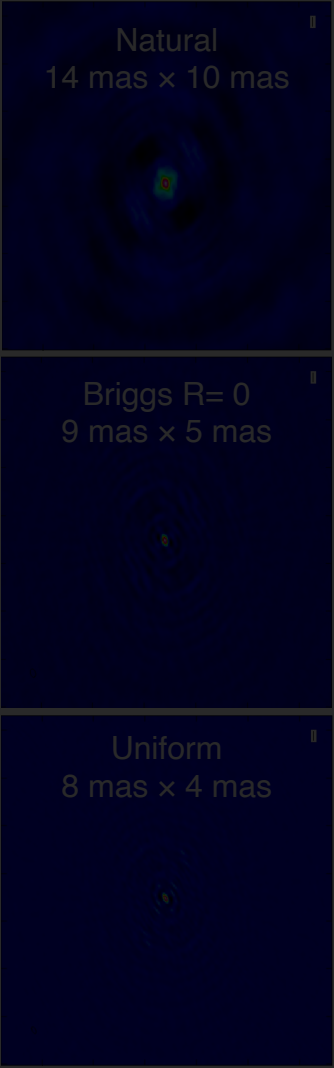 Natural
14 mas × 10 mas
Briggs R= 0
9 mas × 5 mas
Uniform
8 mas × 4 mas